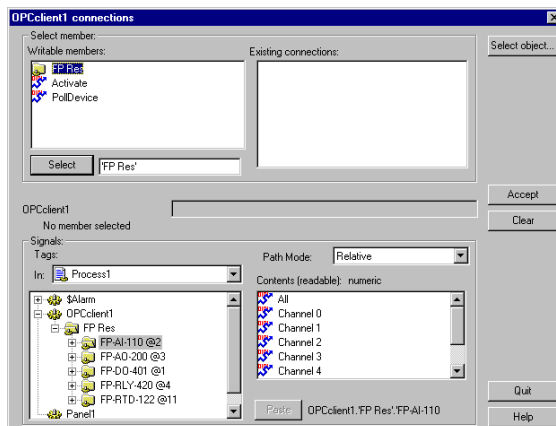 OPCclient1 connections
Select member:
Writable members:
Existing connections:
Select object...
FP Res
Activate
PollDevice
Select
'FP Res'
Accept
OPCclient1
No member selected
Clear
Signals:
Tags:
Path Mode:
Relative
In:
Process1
Contents (readable): numeric
$Alarm
OPCclient1
FP Res
FP-AI-110 @2
FP-AO-200 @3
FP-DO-401 @1
FP-RLY-420 @4
FP-RTD-122 @11
Panel1
All
Channel 0
Channel 1
Channel 2
Channel 3
Channel 4
Quit
Paste
OPCclient1.'FP Res'.'FP-AI-110
Help